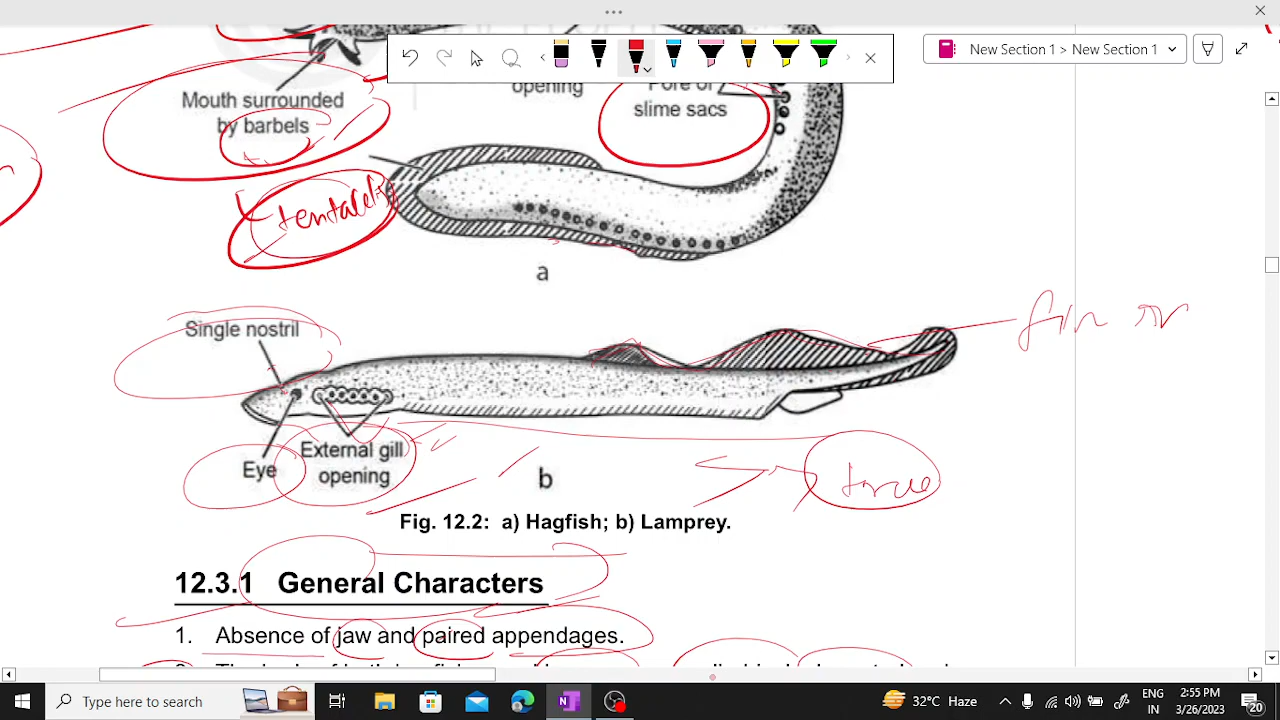 New Section 1 > New Section 1
Mouth surrounded
by barbels
opening
Pore of
slime sacs
tentacles
a
Single nostril
fin or
Eye
External gill
opening
b
Fig. 12.2: a) Hagfish; b) Lamprey.
12.3.1 General Characters
1. Absence of jaw and paired appendages.
Type here to search
32°C Haze
ENG
IN
2:55 PM
3/26/2023
20